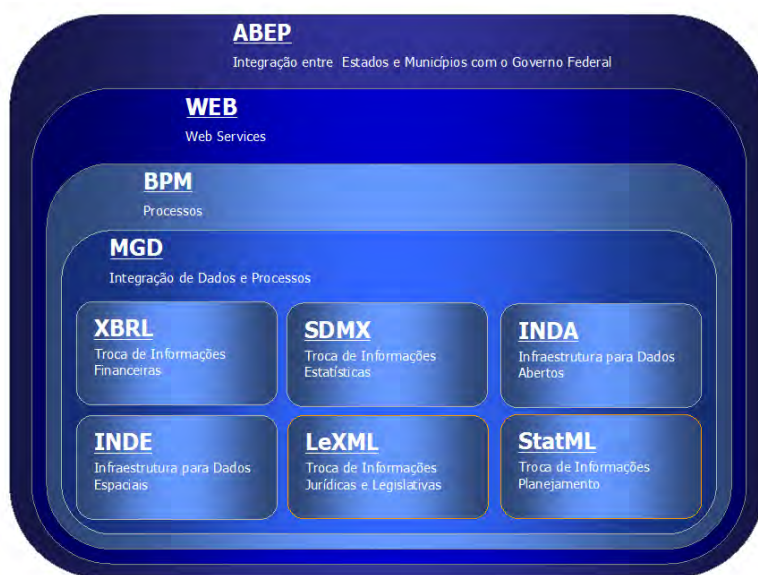 ABEP
Integração entre Estados e Municípios com o Governo Federal
WEB
Web Services
BPM
Processos
MGD
Integração de Dados e Processos
XBRL
Troca de Informações
Financeiras
SDMX
Troca de Informações
Estatísticas
INDA
Infraestrutura para Dados
Abertos
INDE
Infraestrutura para Dados
Espaciais
LeXML
Troca de Informações
Jurídicas e Legislativas
StatML
Troca de Informações
Planejamento